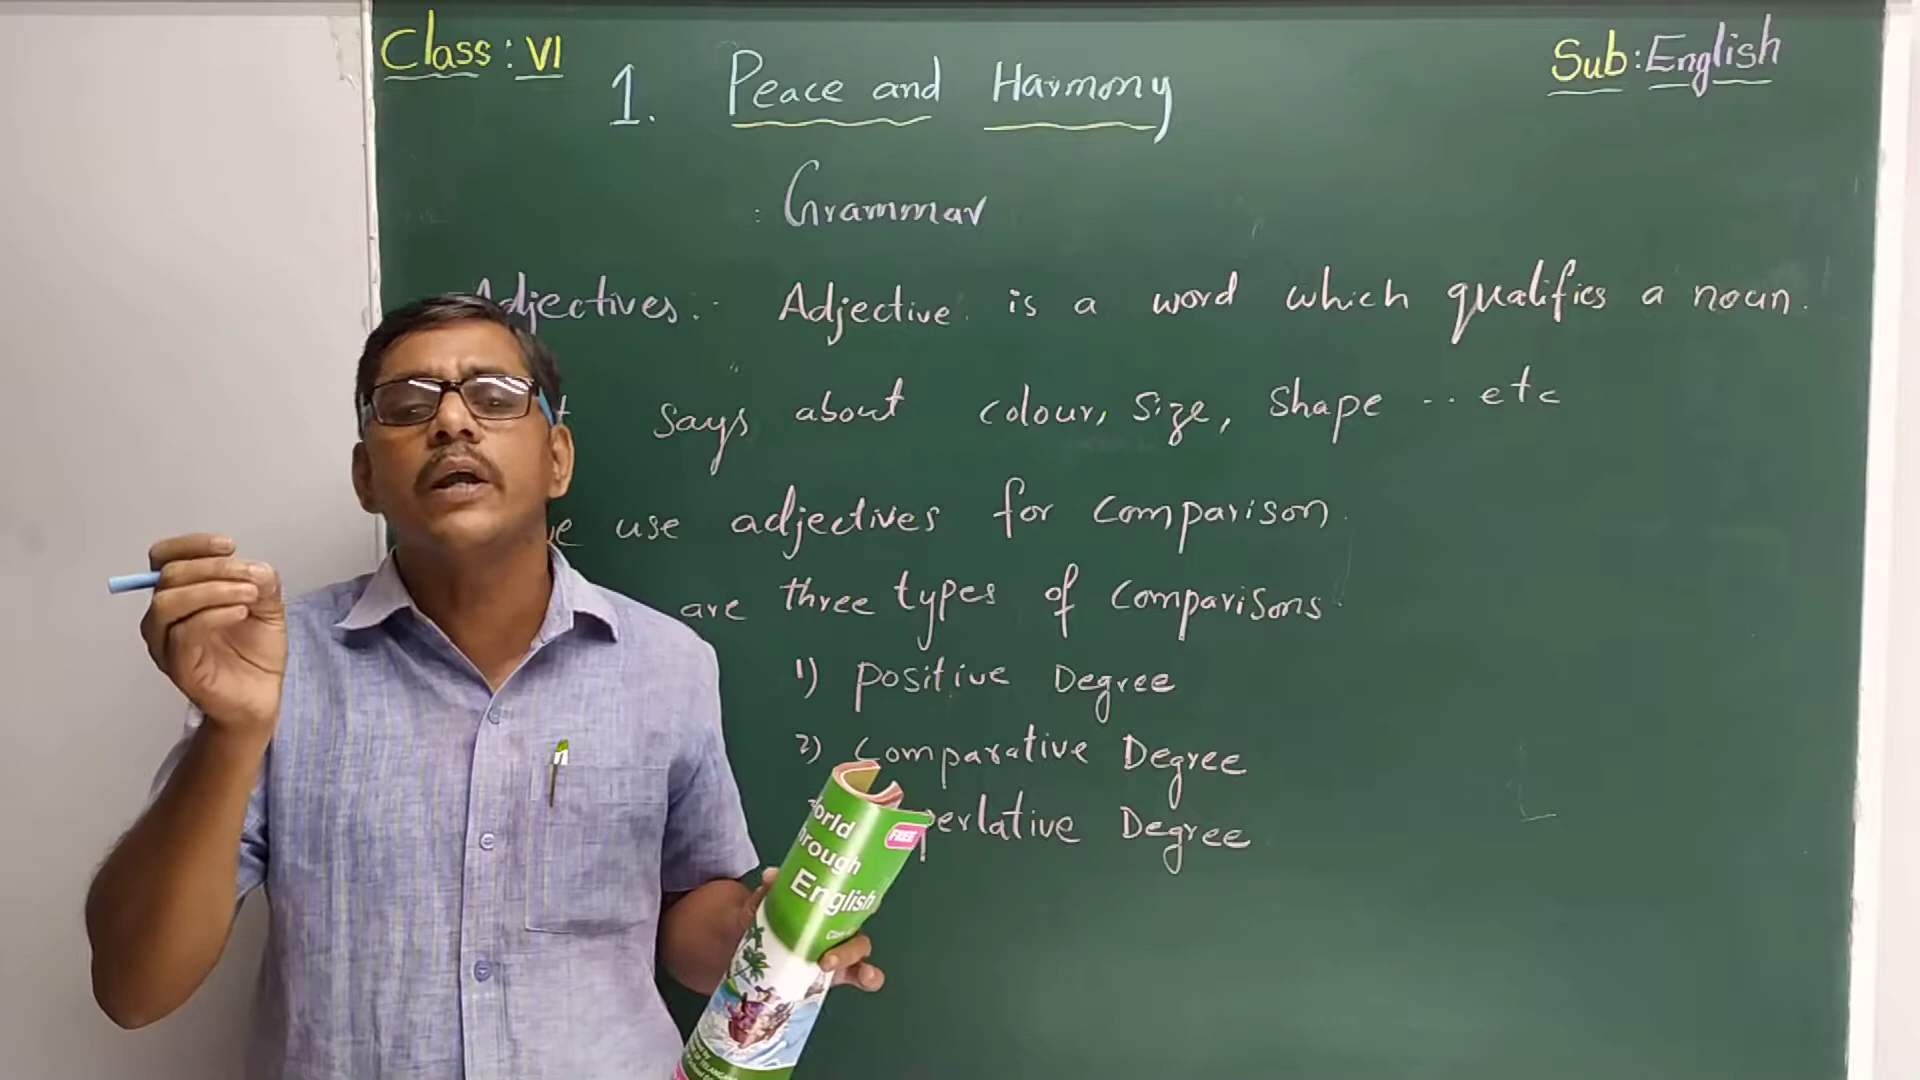 Class: VI
Sub: English
1. Peace and Harmony
Grammar
Adjectives: Adjective is a word which qualifies a noun.
says about colour, size, shape .. etc
use adjectives for comparison.
are three types of comparisons.
1) Positive Degree
2) Comparative Degree
perlative Degree
FREE
orld
hrough
English